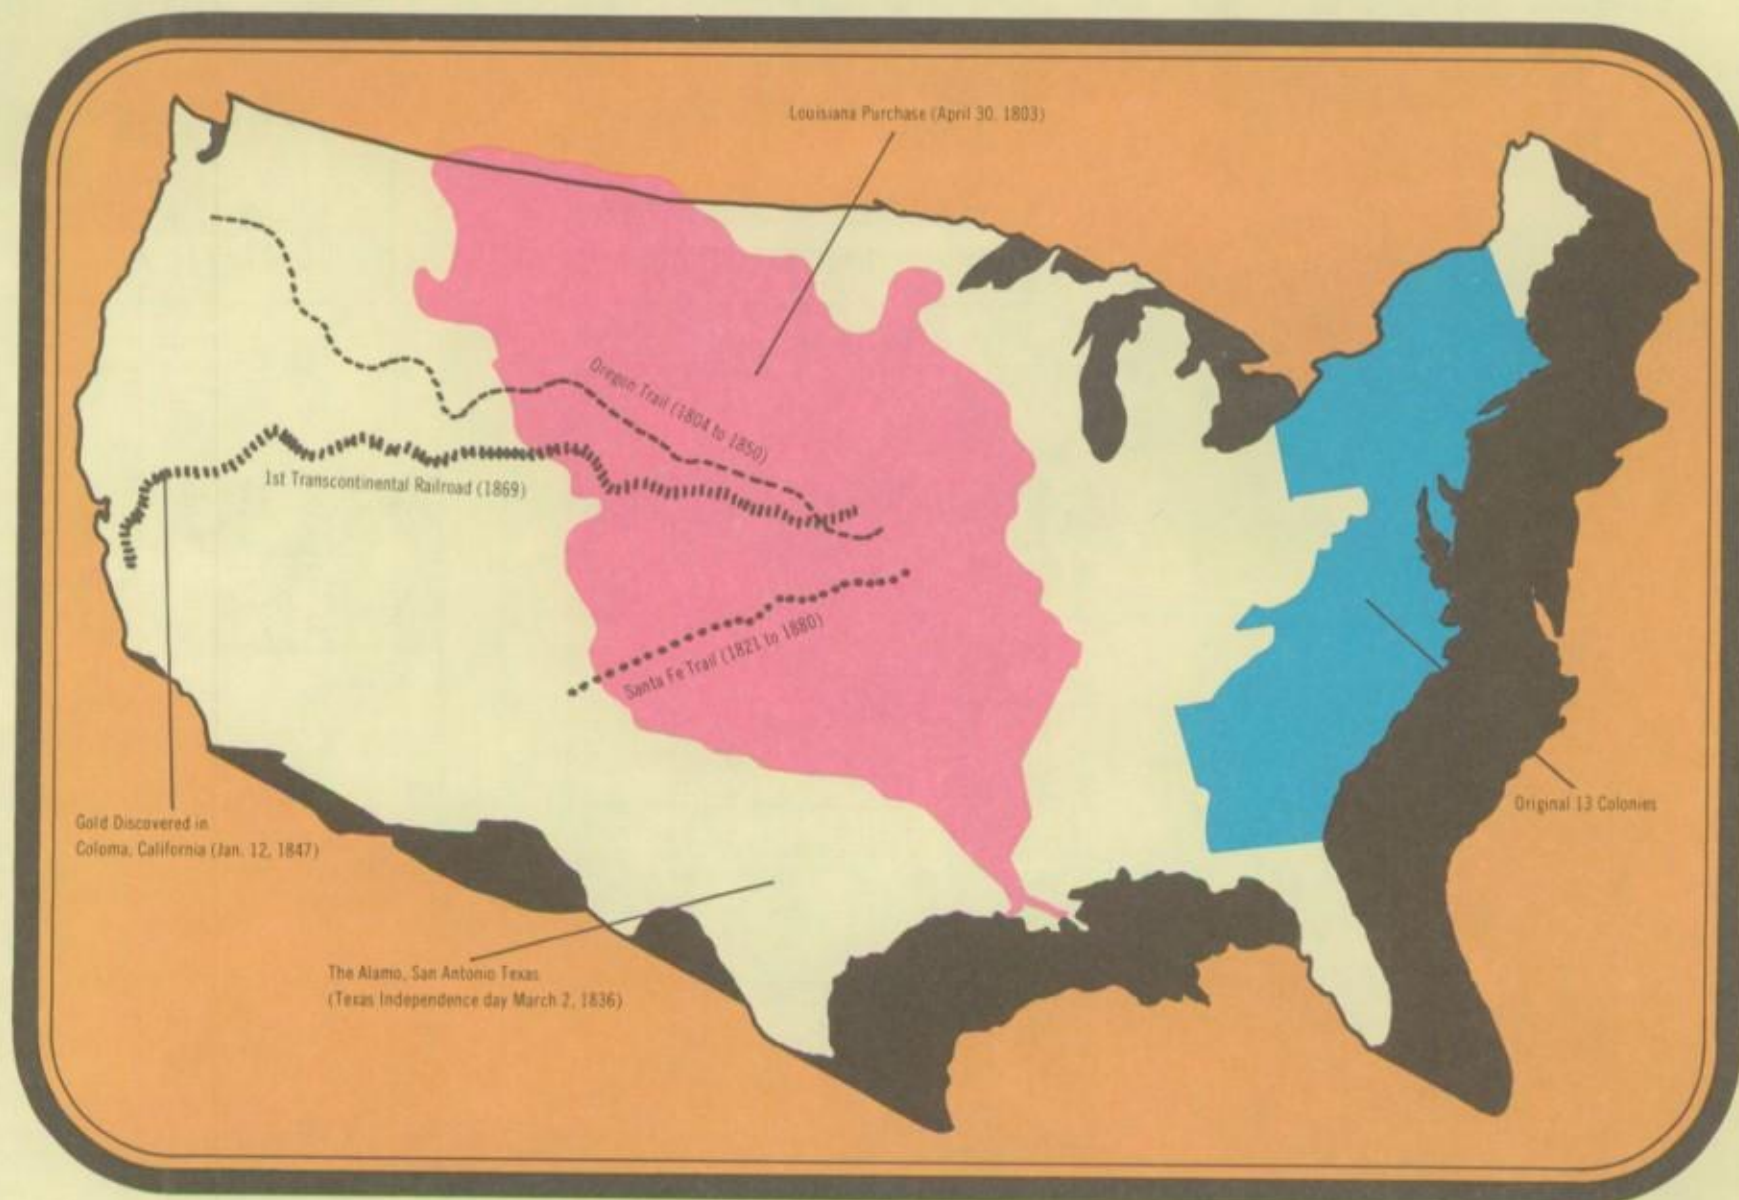 Louisiana Purchase (April 30, 1803)
Oregon Trail (1804 to 1850)
1st Transcontinental Railroad (1869)
Santa Fe Trail (1821 to 1880)
Original 13 Colonies
Gold Discovered in
Coloma, California (Jan. 12, 1847)
The Alamo, San Antonio Texas
(Texas Independence day March 2, 1836)